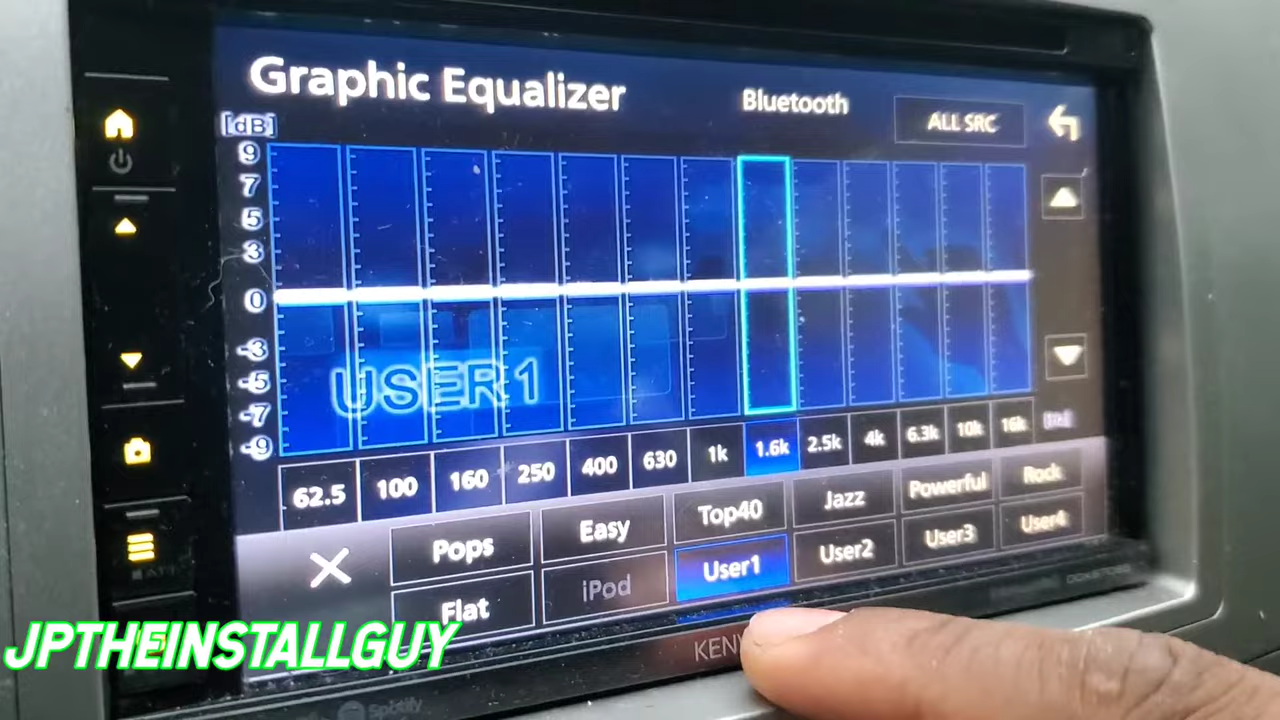 Graphic Equalizer Bluetooth ALL SRC
[dB]
9
7
5
3
0
-3
-5
-7
-9
USER1
62.5 100 160 250 400 630 1k 1.6k 2.5k 4k 6.3k 10k 16k [Hz]
Pops Easy Top40 Jazz Powerful Rock
Flat iPod User1 User2 User3 User4
JPTHEINSTALLGUY
Spotify